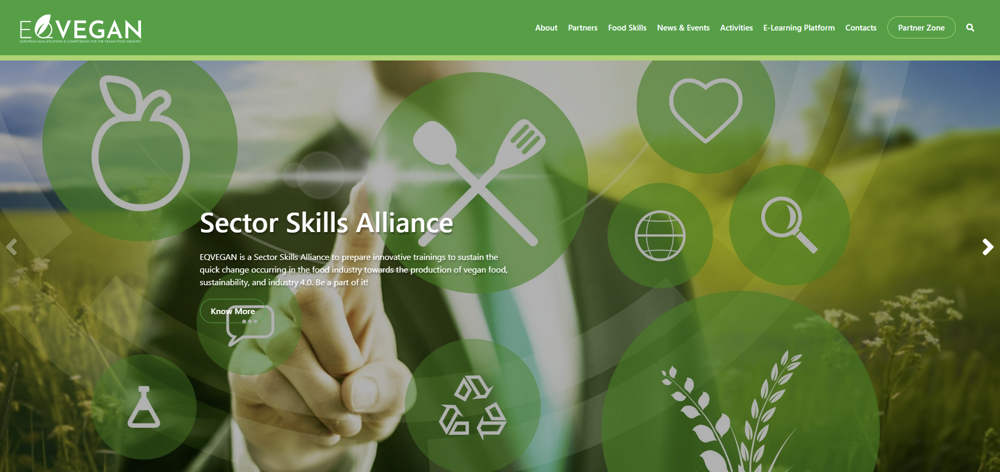 EQVEGAN
EUROPEAN QUALIFICATIONS & COMPETENCES FOR THE VEGAN FOOD INDUSTRY
About Partners Food Skills News & Events Activities E-Learning Platform Contacts Partner Zone
Sector Skills Alliance
EQVEGAN is a Sector Skills Alliance to prepare innovative trainings to sustain the
quick change occurring in the food industry towards the production of vegan food,
sustainability, and industry 4.0. Be a part of it!
Know More